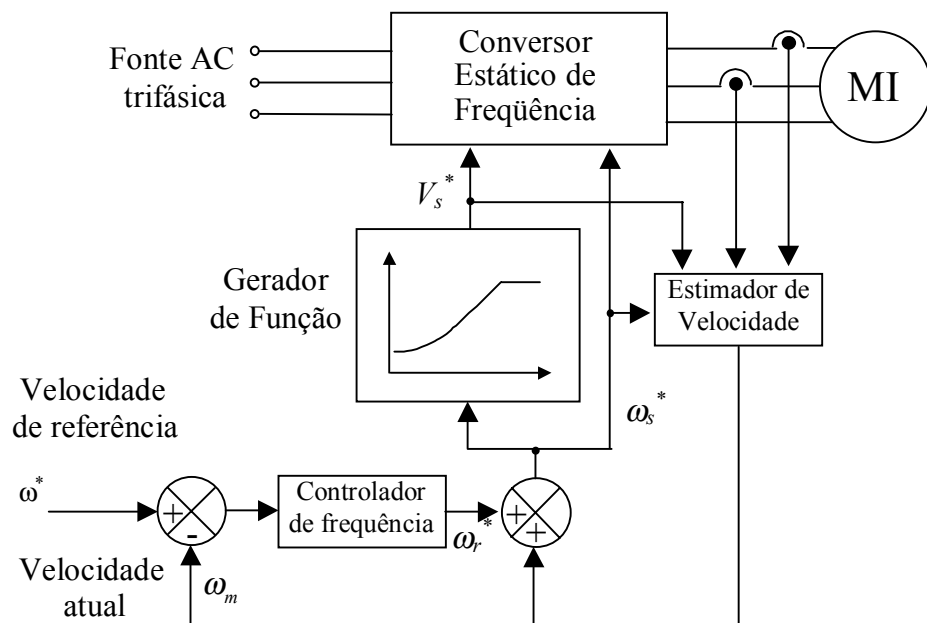 Fonte AC
trifásica
Conversor
Estático de
Freqüência
MI
V_s^*
Gerador
de Função
Estimador de
Velocidade
Velocidade
de referência
ω_s^*
ω^*
+
-
Controlador
de frequência
ω_r^*
+
+
Velocidade
atual
ω_m